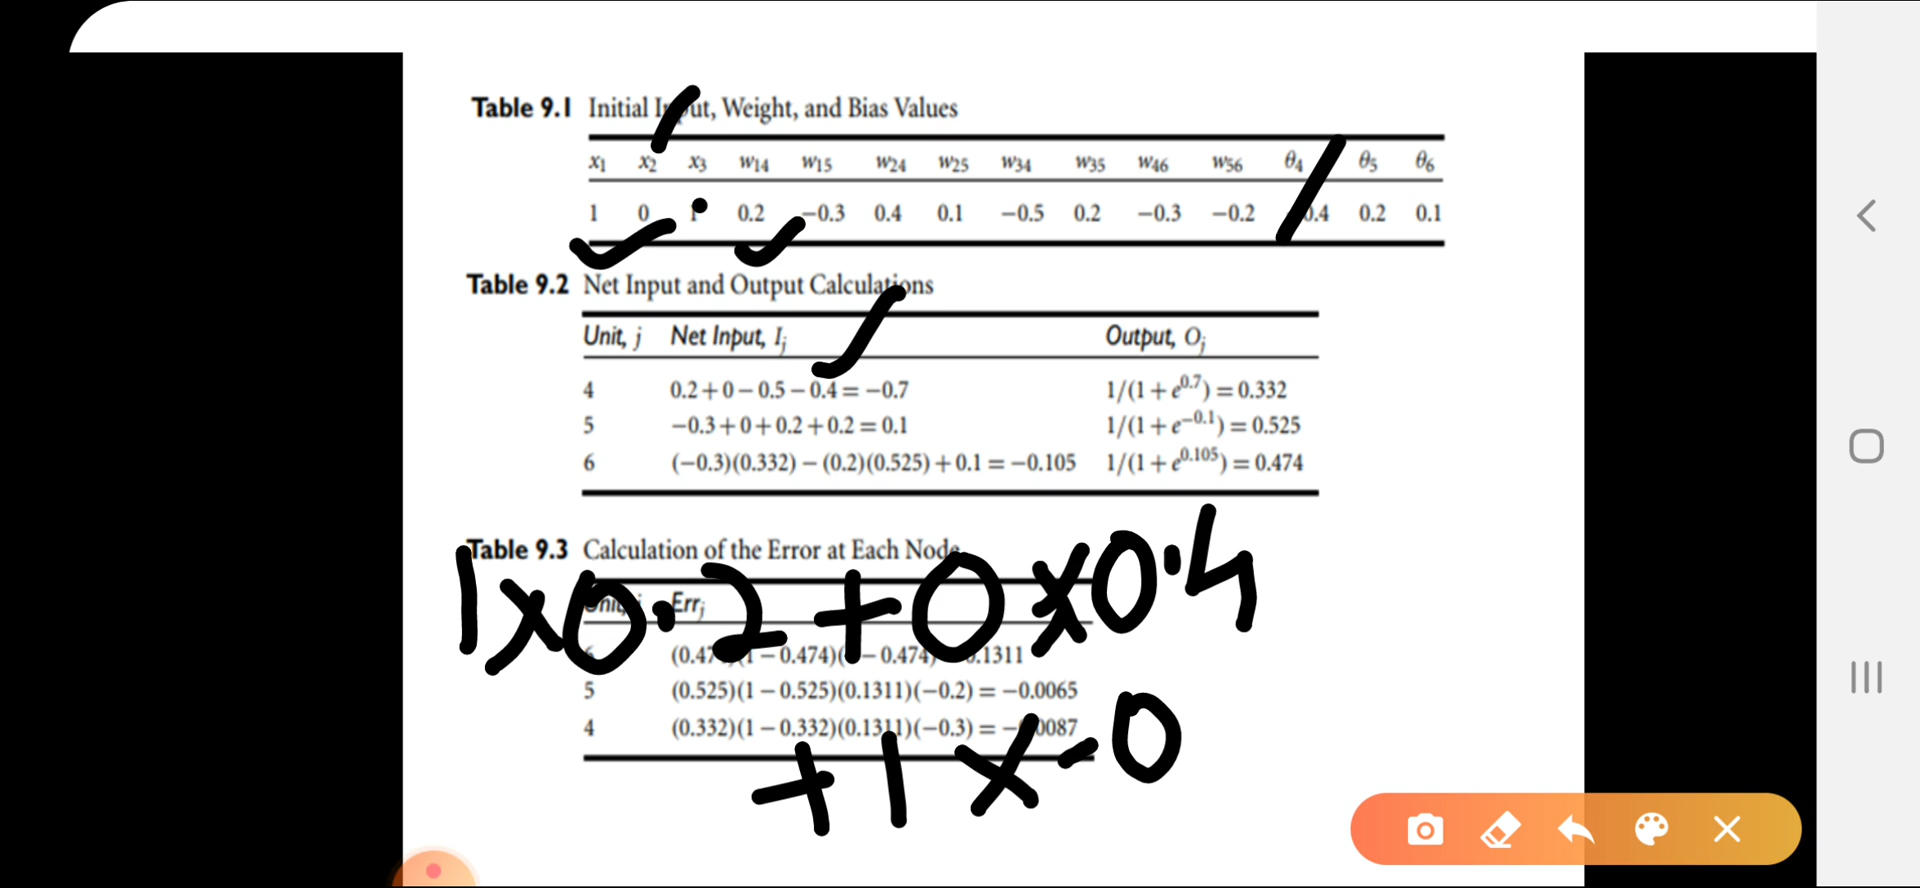 Table 9.1 Initial Input, Weight, and Bias Values
x1 x2 x3 w14 w15 w24 w25 w34 w35 w46 w56 θ4 θ5 θ6
1 0 1 0.2 −0.3 0.4 0.1 −0.5 0.2 −0.3 −0.2 0.4 0.2 0.1
Table 9.2 Net Input and Output Calculations
Unit, j Net Input, Ij Output, Oj
4 0.2 + 0 − 0.5 − 0.4 = −0.7 1/(1 + e^0.7) = 0.332
5 −0.3 + 0 + 0.2 + 0.2 = 0.1 1/(1 + e^−0.1) = 0.525
6 (−0.3)(0.332) − (0.2)(0.525) + 0.1 = −0.105 1/(1 + e^0.105) = 0.474
Table 9.3 Calculation of the Error at Each Node
1×0.2+0×0.4
Errj
− 0.474)( − 0.474) .1311
5 (0.525)(1 − 0.525)(0.1311)(−0.2) = −0.0065
4 (0.332)(1 − 0.332)(0.1311)(−0.3) = − 0087
+1×-0